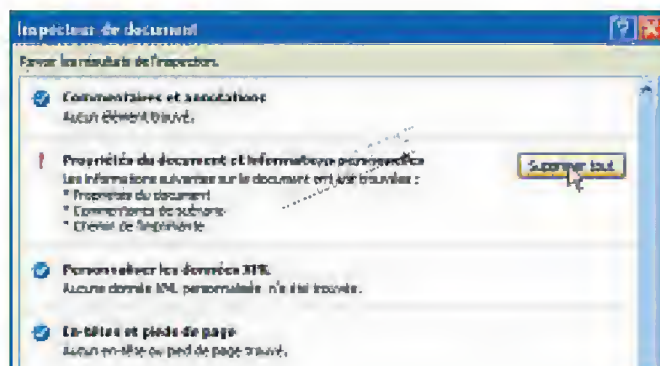 Inspecteur de document
Passer les résultats de l'inspection.
Commentaires et annotations
Aucun élément trouvé.
Propriétés du document et informations personnelles
Les informations suivantes sur le document ont été trouvées :
* Propriétés du document
* Commentaires de scénario
* Chemin de l'imprimante
Supprimer tout
Personnaliser les données XML
Aucune donnée XML personnalisée n'a été trouvée.
En-têtes et pieds de page
Aucun en-tête ou pied de page trouvé.